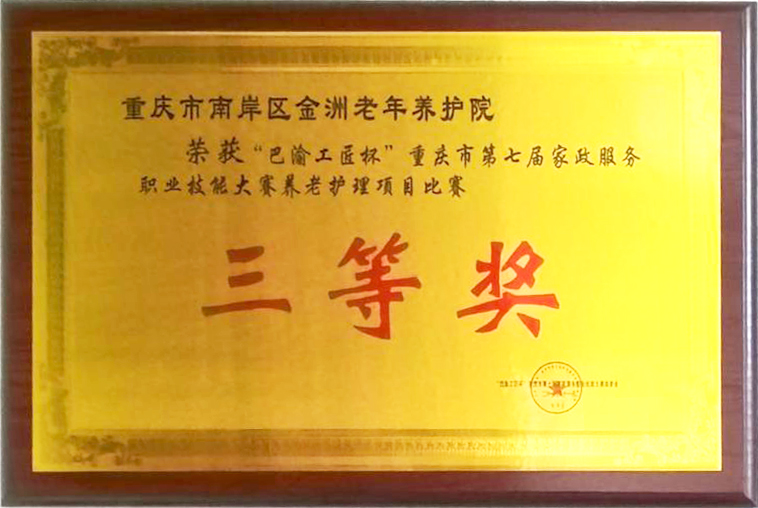 重庆市南岸区金洲老年养护院
荣获“巴渝工匠杯”重庆市第七届家政服务
职业技能大赛养老护理项目比赛
三等奖